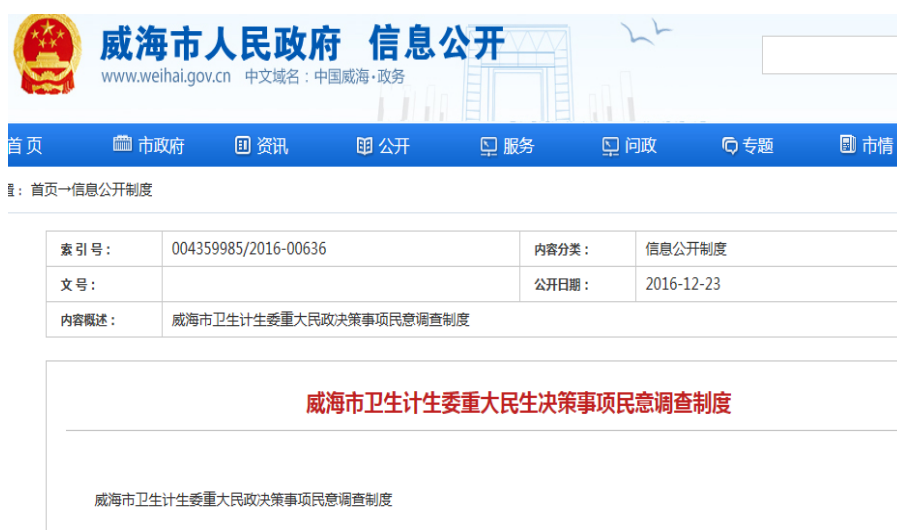 威海市人民政府 信息公开
www.weihai.gov.cn 中文域名：中国威海·政务
首页 市政府 资讯 公开 服务 问政 专题 市情
：首页→信息公开制度
索引号： 004359985/2016-00636 内容分类： 信息公开制度
文号： 公开日期： 2016-12-23
内容概述： 威海市卫生计生委重大民政决策事项民意调查制度
威海市卫生计生委重大民生决策事项民意调查制度
威海市卫生计生委重大民政决策事项民意调查制度